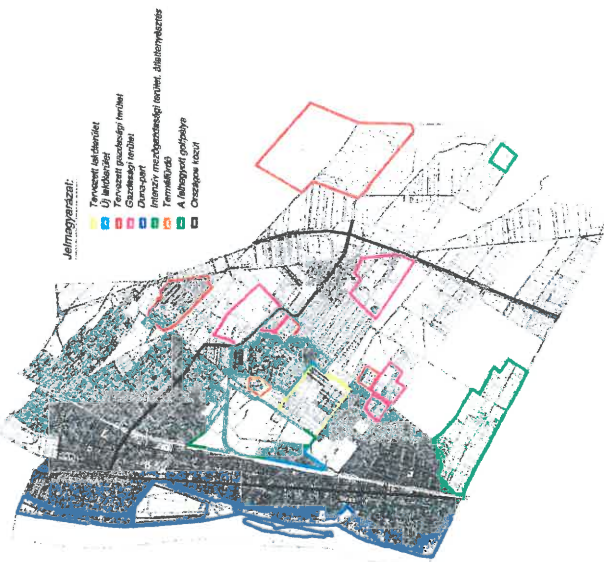 Jelmagyarázat:
Tervezett lakóterület
Új lakóterület
Tervezett gazdasági terület
Gazdasági terület
Duna-part
Intenzív mezőgazdasági terület, állattenyésztés
Termálfürdő
A felhagyott golfpálya
Országos közút